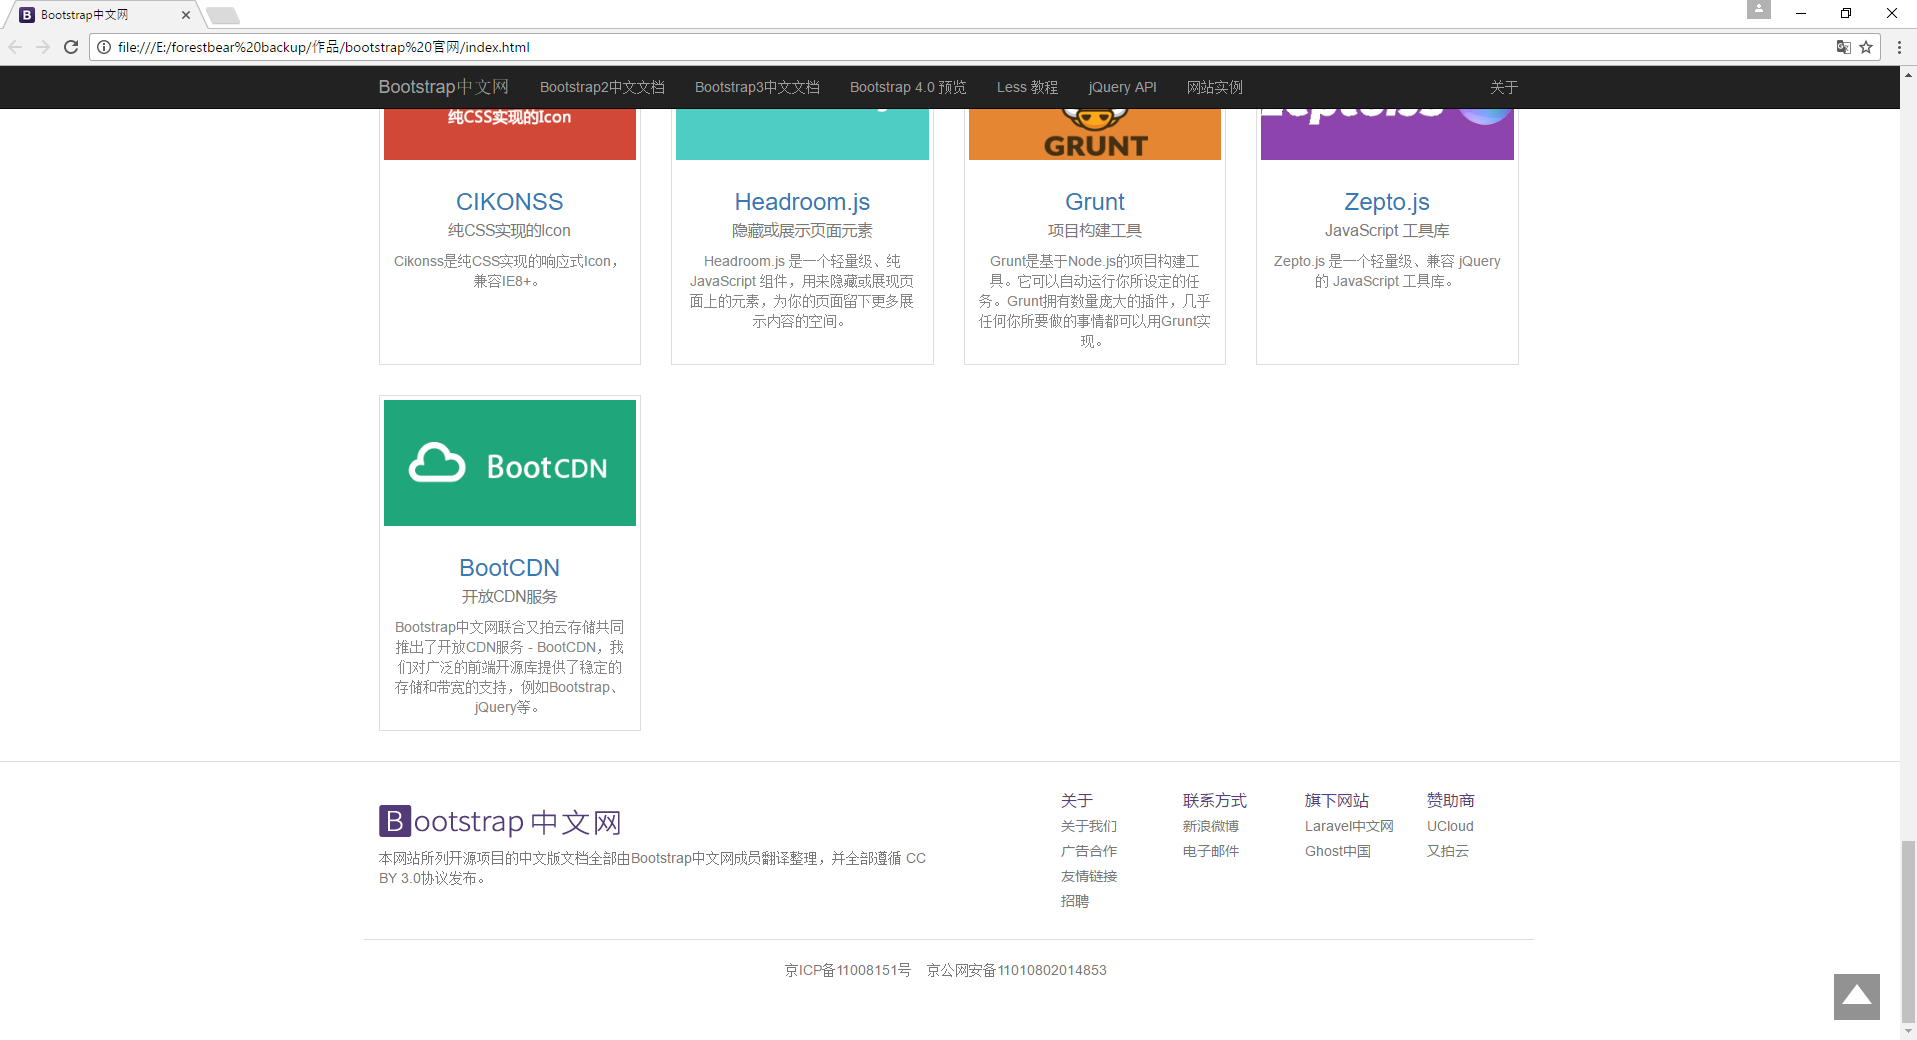 Bootstrap中文网
file:///E:/forestbear%20backup/作品/bootstrap%20官网/index.html
Bootstrap中文网 Bootstrap2中文文档 Bootstrap3中文文档 Bootstrap 4.0 预览 Less 教程 jQuery API 网站实例 关于
纯CSS实现的Icon
GRUNT
CIKONSS
纯CSS实现的Icon
Cikonss是纯CSS实现的响应式Icon，
兼容IE8+。
Headroom.js
隐藏或展示页面元素
Headroom.js 是一个轻量级、纯
JavaScript 组件，用来隐藏或展现页
面上的元素，为你的页面留下更多展
示内容的空间。
Grunt
项目构建工具
Grunt是基于Node.js的项目构建工
具。它可以自动运行你所设定的任
务。Grunt拥有数量庞大的插件，几乎
任何你所要做的事情都可以用Grunt实
现。
Zepto.js
JavaScript 工具库
Zepto.js 是一个轻量级、兼容 jQuery
的 JavaScript 工具库。
BootCDN
BootCDN
开放CDN服务
Bootstrap中文网联合又拍云存储共同
推出了开放CDN服务 - BootCDN，我
们对广泛的前端开源库提供了稳定的
存储和带宽的支持，例如Bootstrap、
jQuery等。
Bootstrap 中文网
本网站所列开源项目的中文版文档全部由Bootstrap中文网成员翻译整理，并全部遵循 CC
BY 3.0协议发布。
关于
关于我们
广告合作
友情链接
招聘
联系方式
新浪微博
电子邮件
旗下网站
Laravel中文网
Ghost中国
赞助商
UCloud
又拍云
京ICP备11008151号 京公网安备11010802014853